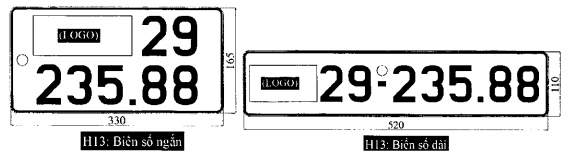 (LOGO) 29
235.88
165
330
H13: Biển số ngắn
(LOGO) 29-235.88
110
520
H13: Biển số dài